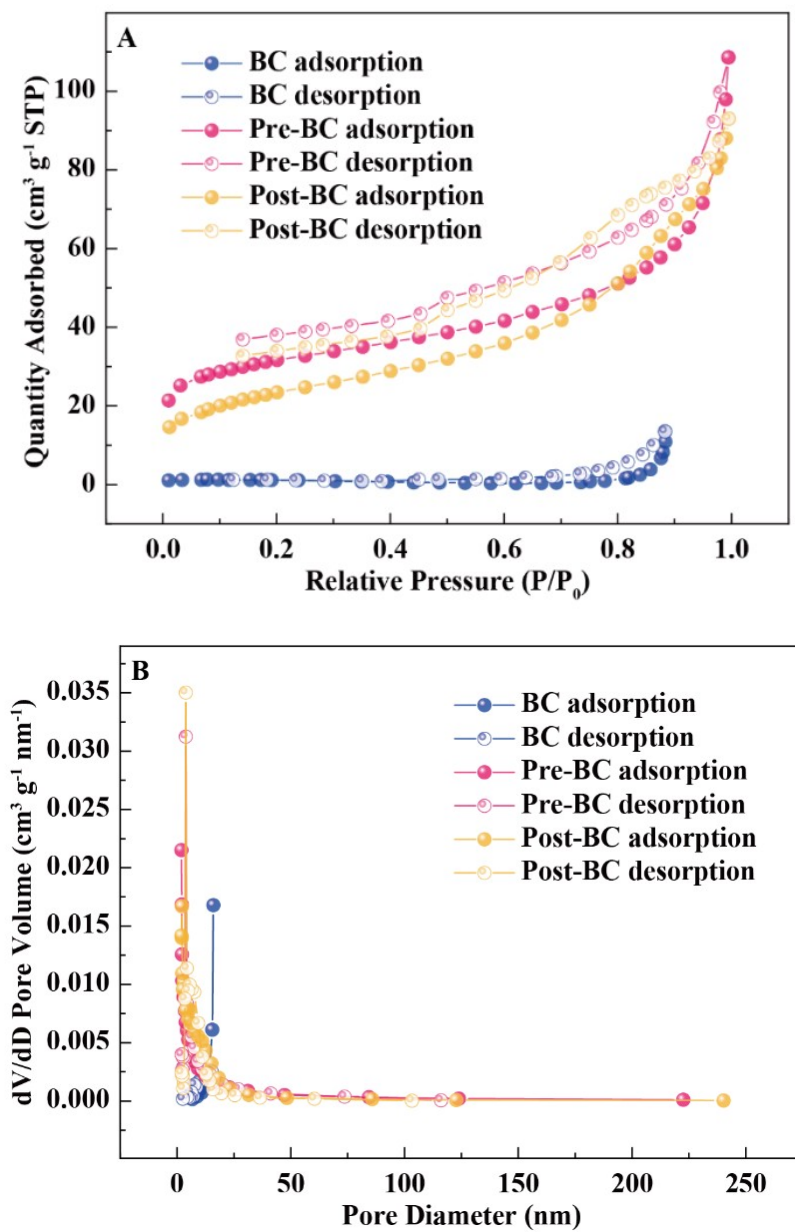 A
BC adsorption
BC desorption
Pre-BC adsorption
Pre-BC desorption
Post-BC adsorption
Post-BC desorption
Quantity Adsorbed (cm³ g⁻¹ STP)
100
80
60
40
20
0
0.0 0.2 0.4 0.6 0.8 1.0
Relative Pressure (P/P₀)
B
BC adsorption
BC desorption
Pre-BC adsorption
Pre-BC desorption
Post-BC adsorption
Post-BC desorption
dV/dD Pore Volume (cm³ g⁻¹ nm⁻¹)
0.035
0.030
0.025
0.020
0.015
0.010
0.005
0.000
0 50 100 150 200 250
Pore Diameter (nm)